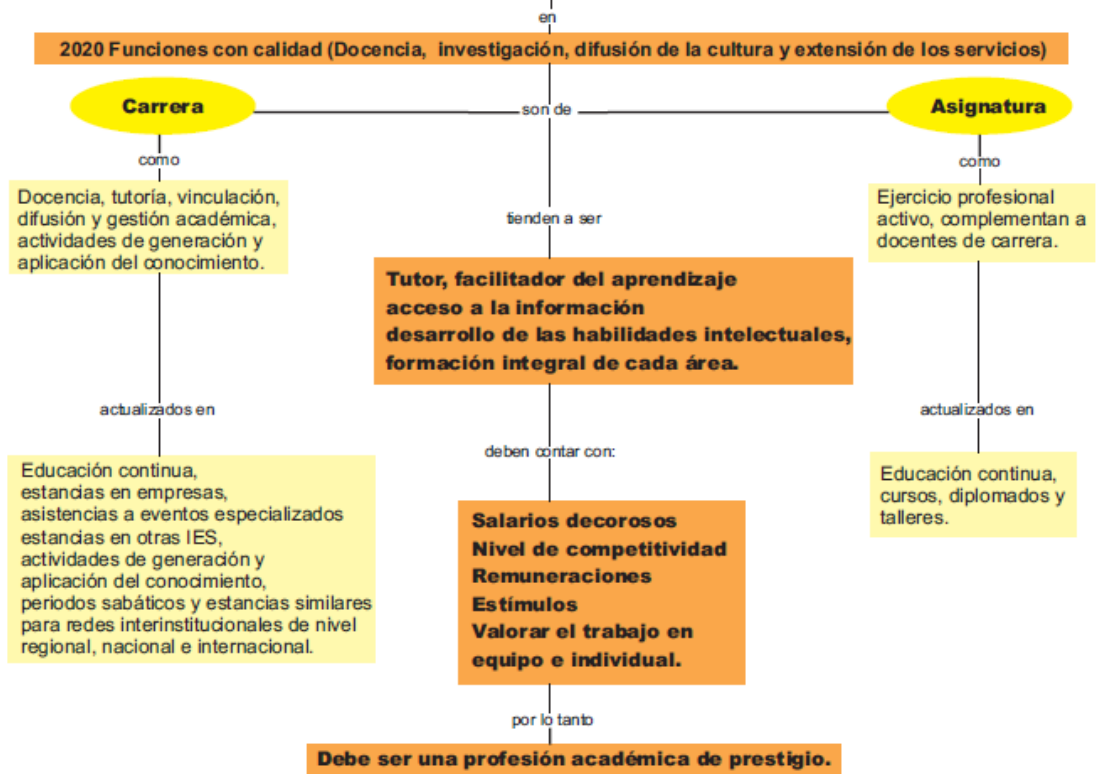 en
2020 Funciones con calidad (Docencia, investigación, difusión de la cultura y extensión de los servicios)
Carrera
son de
Asignatura
como
Docencia, tutoría, vinculación,
difusión y gestión académica,
actividades de generación y
aplicación del conocimiento.
como
Ejercicio profesional
activo, complementan a
docentes de carrera.
tienden a ser
Tutor, facilitador del aprendizaje
acceso a la información
desarrollo de las habilidades intelectuales,
formación integral de cada área.
actualizados en
Educación continua,
estancias en empresas,
asistencias a eventos especializados
estancias en otras IES,
actividades de generación y
aplicación del conocimiento,
periodos sabáticos y estancias similares
para redes interinstitucionales de nivel
regional, nacional e internacional.
deben contar con:
Salarios decorosos
Nivel de competitividad
Remuneraciones
Estímulos
Valorar el trabajo en
equipo e individual.
actualizados en
Educación continua,
cursos, diplomados y
talleres.
por lo tanto
Debe ser una profesión académica de prestigio.